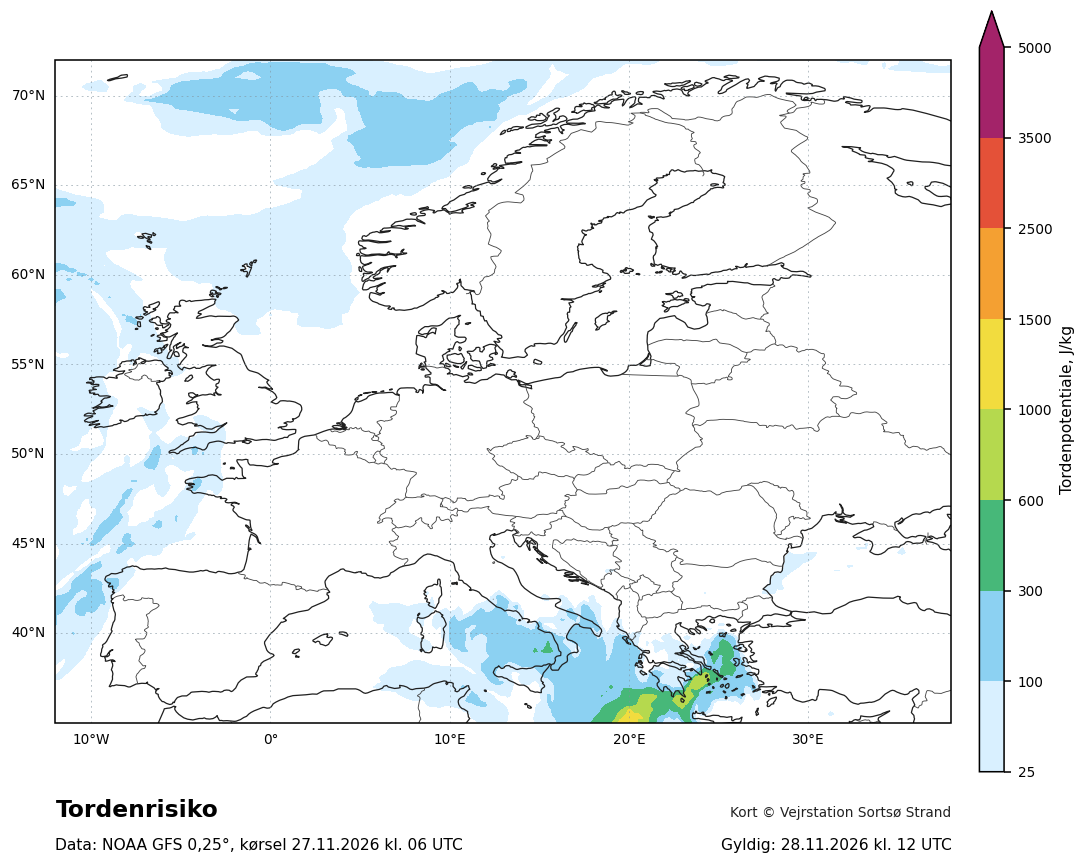 70°N
65°N
60°N
55°N
50°N
45°N
40°N
10°W
0°
10°E
20°E
30°E
5000
3500
2500
1500
1000
600
300
100
25
Tordenpotentiale, J/kg
Tordenrisiko
Kort © Vejrstation Sortsø Strand
Data: NOAA GFS 0,25°, kørsel 27.11.2026 kl. 06 UTC
Gyldig: 28.11.2026 kl. 12 UTC